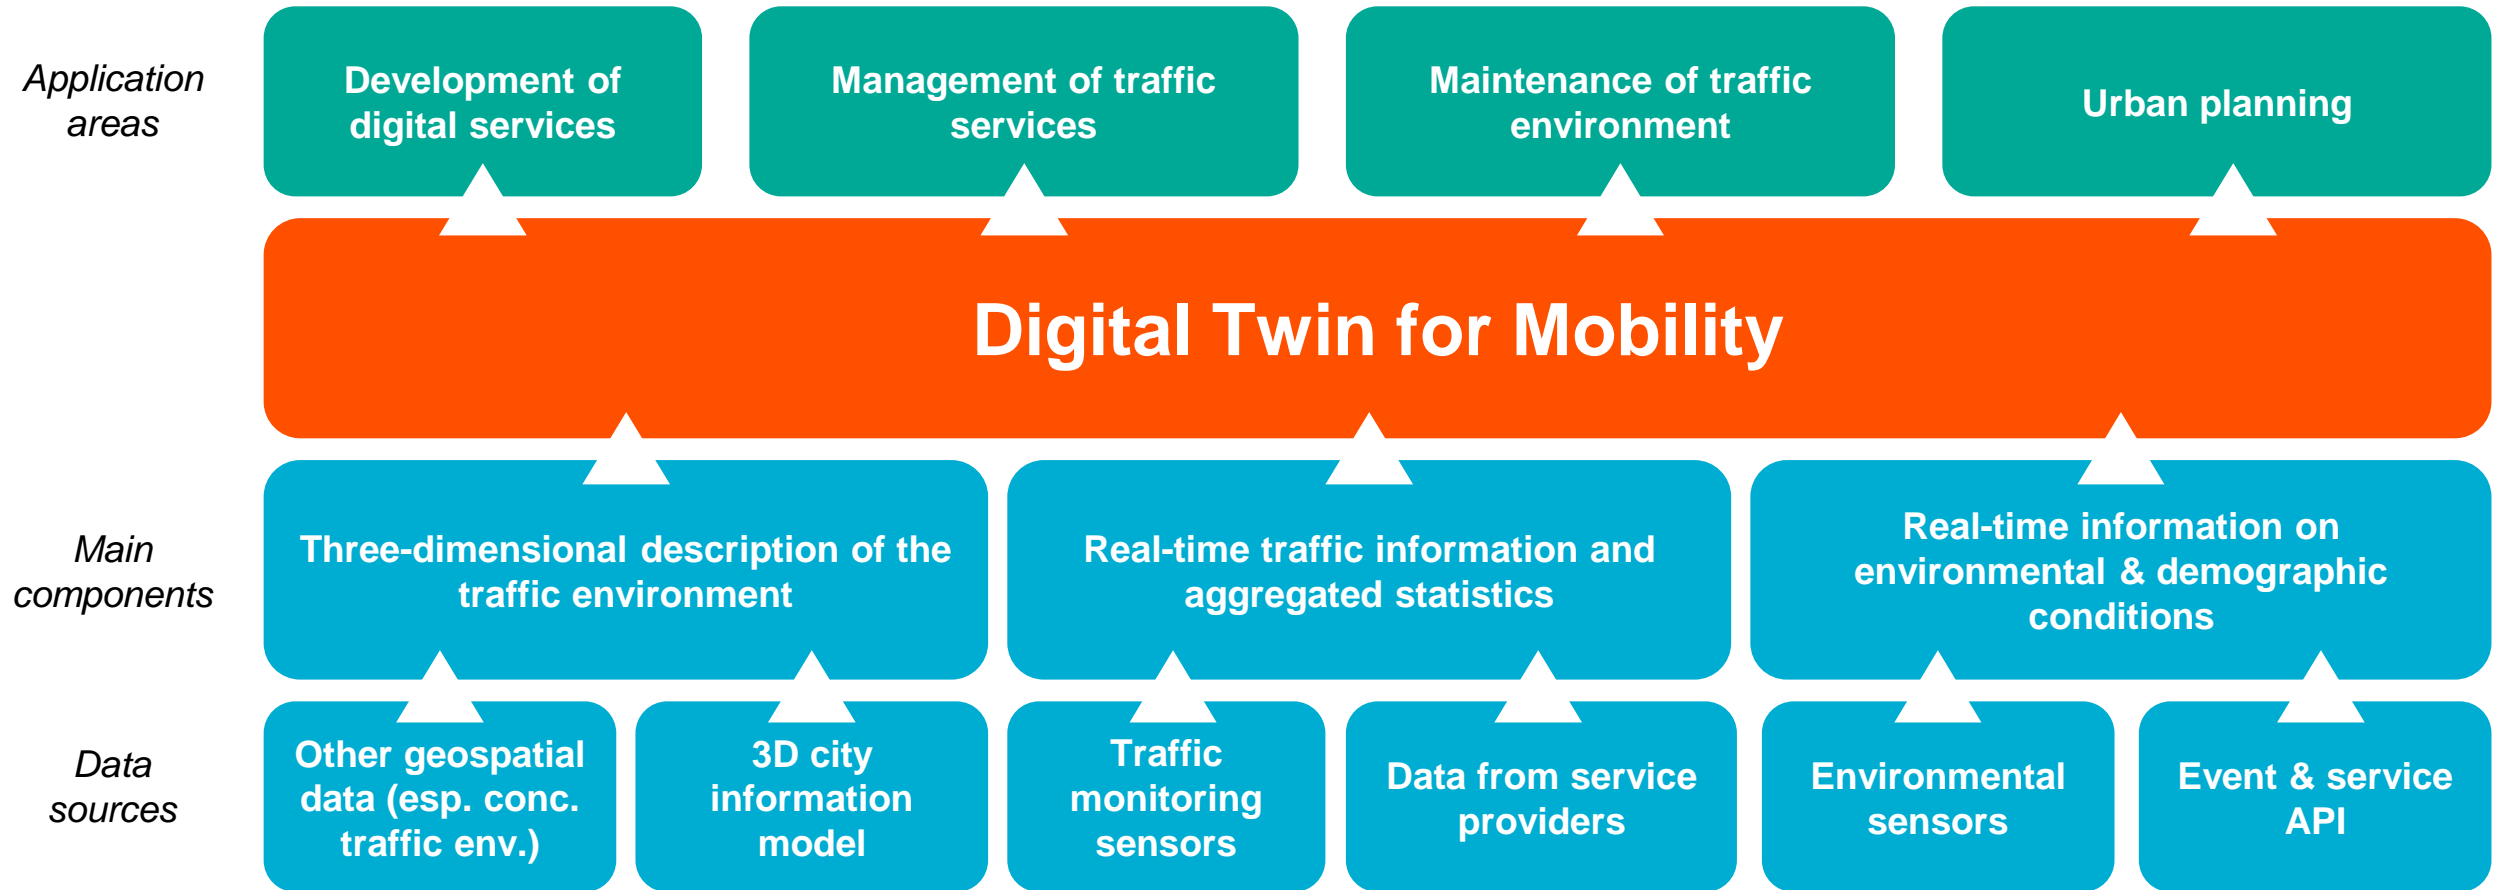 Application
areas
Development of
digital services
Management of traffic
services
Maintenance of traffic
environment
Urban planning
Digital Twin for Mobility
Main
components
Three-dimensional description of the
traffic environment
Real-time traffic information and
aggregated statistics
Real-time information on
environmental & demographic
conditions
Data
sources
Other geospatial
data (esp. conc.
traffic env.)
3D city
information
model
Traffic
monitoring
sensors
Data from service
providers
Environmental
sensors
Event & service
API